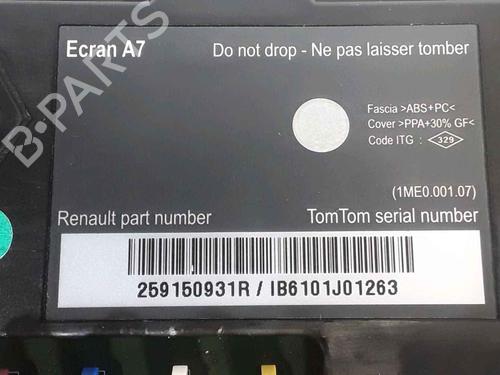 Ecran A7
Do not drop - Ne pas laisser tomber
Fascia >ABS+PC<
Cover >PPA+30% GF<
Code ITG : 329
(1ME0.001.07)
Renault part number
TomTom serial number
259150931R / IB6101J01263
B-PARTS